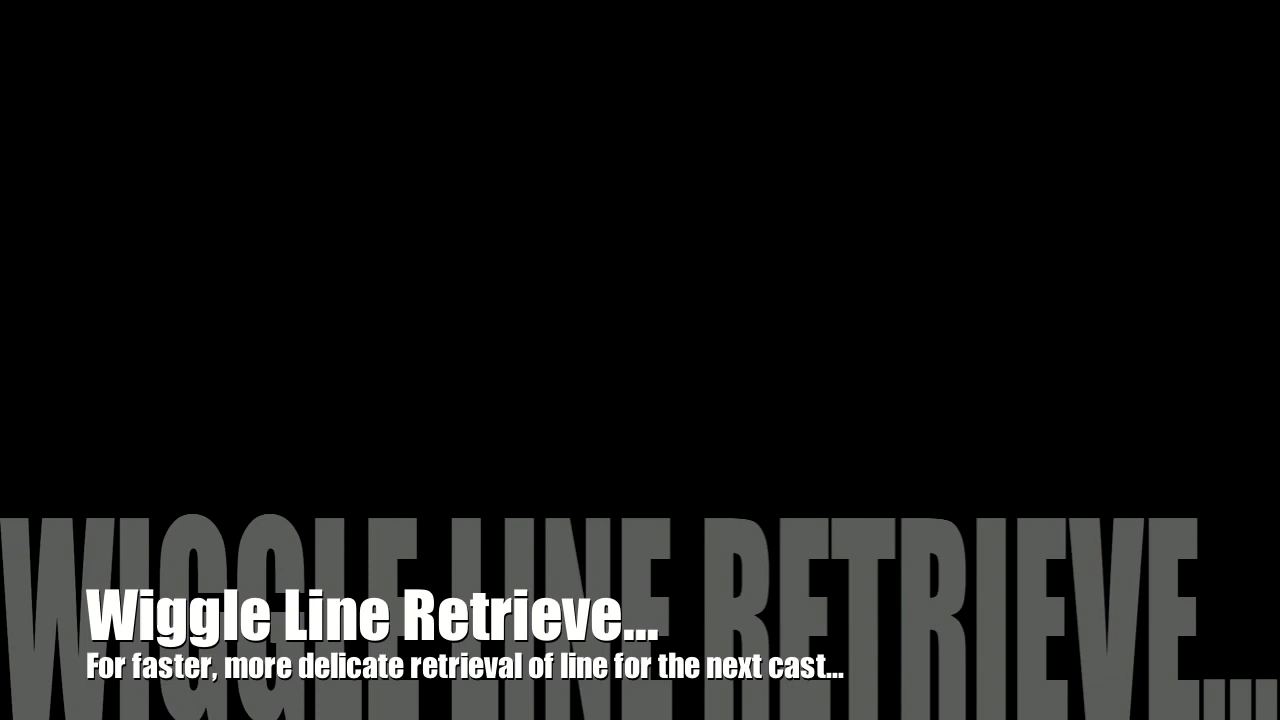 WIGGLE LINE RETRIEVE...
Wiggle Line Retrieve...
For faster, more delicate retrieval of line for the next cast...